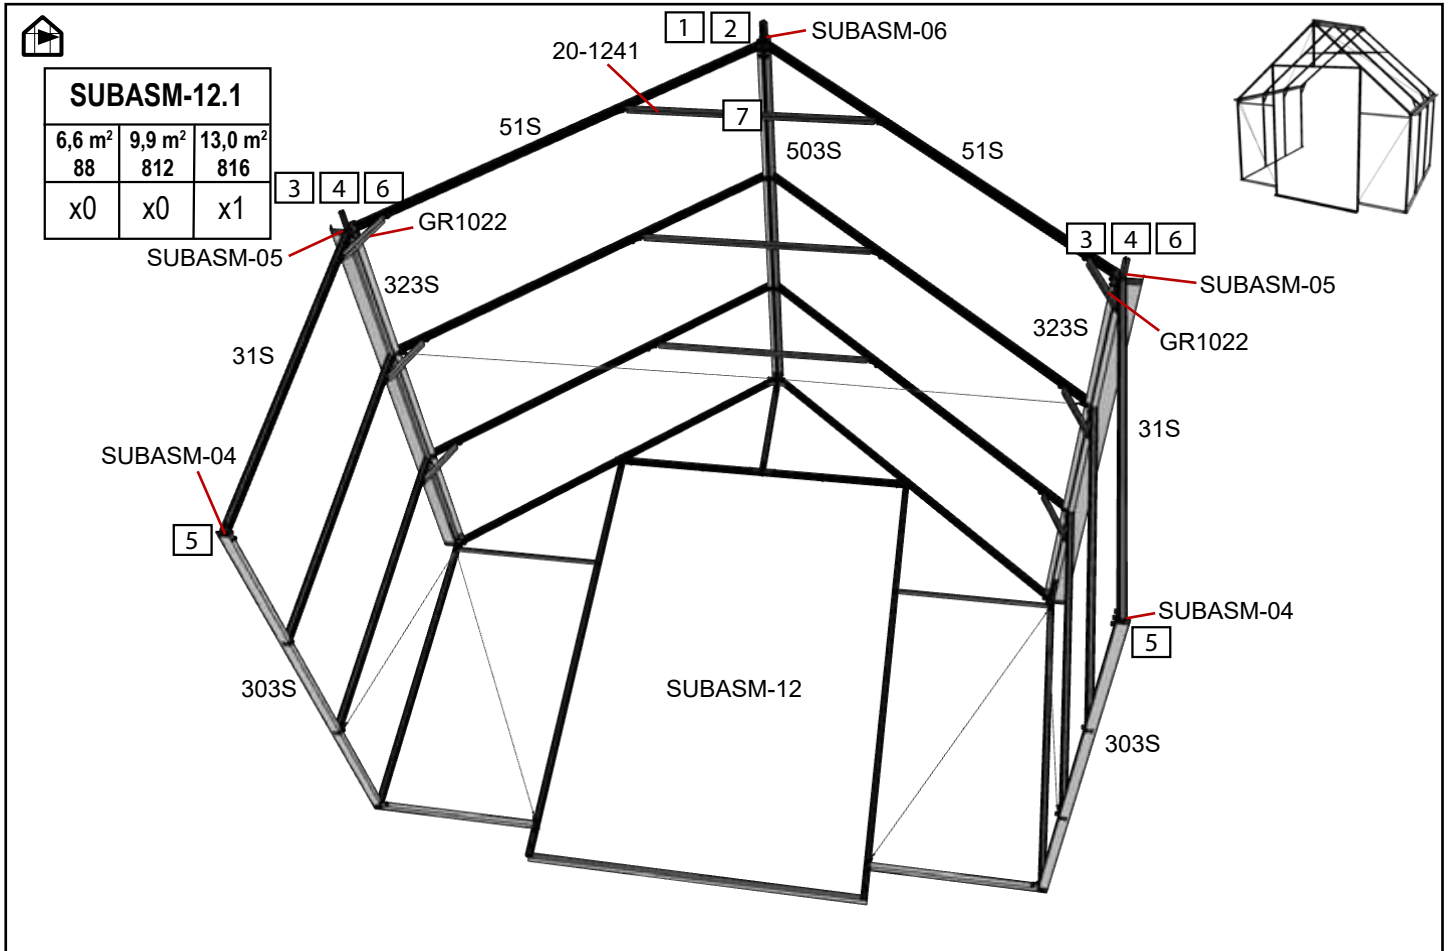 SUBASM-12.1
6,6 m² 9,9 m² 13,0 m²
88 812 816
x0 x0 x1
1 2
SUBASM-06
20-1241
7
51S
503S
51S
3 4 6
GR1022
SUBASM-05
323S
3 4 6
SUBASM-05
323S
GR1022
31S
31S
SUBASM-04
5
SUBASM-04
5
303S
SUBASM-12
303S